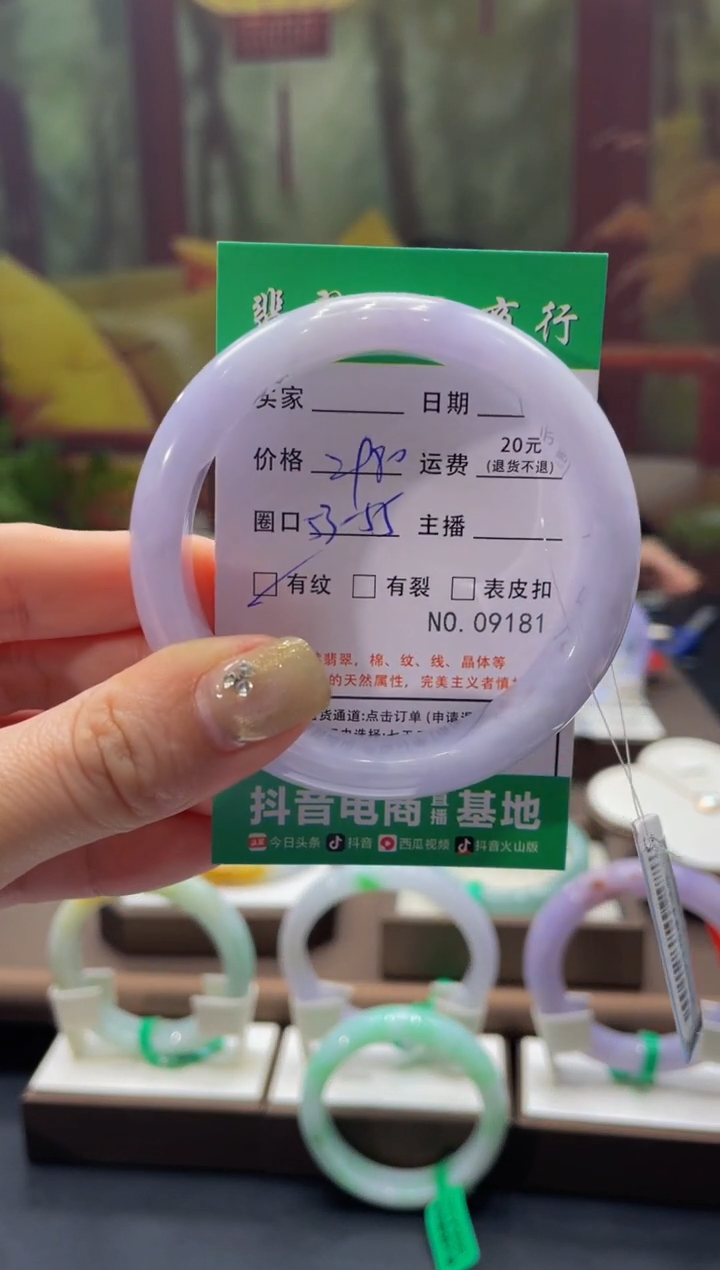 翡 商行
买家 日期
价格 2980 运费 20元
(退货不退)
圈口 53-55 主播
有纹 有裂 表皮扣
NO. 09181
翡翠，棉、纹、线、晶体等
的天然属性，完美主义者慎
货通道:点击订单 (申请退
抖音电商直播基地
今日头条 抖音 西瓜视频 抖音火山版